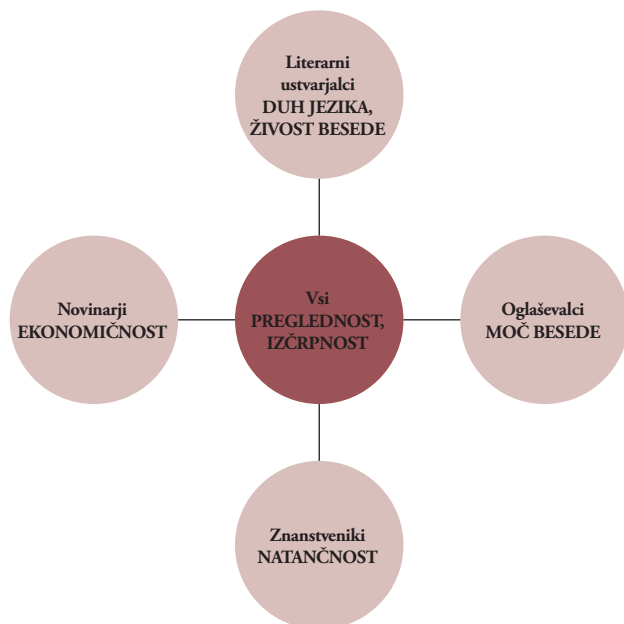 Literarni
ustvarjalci
DUH JEZIKA,
ŽIVOST BESEDE
Novinarji
EKONOMIČNOST
Vsi
PREGLEDNOST,
IZČRPNOST
Oglaševalci
MOČ BESEDE
Znanstveniki
NATANČNOST